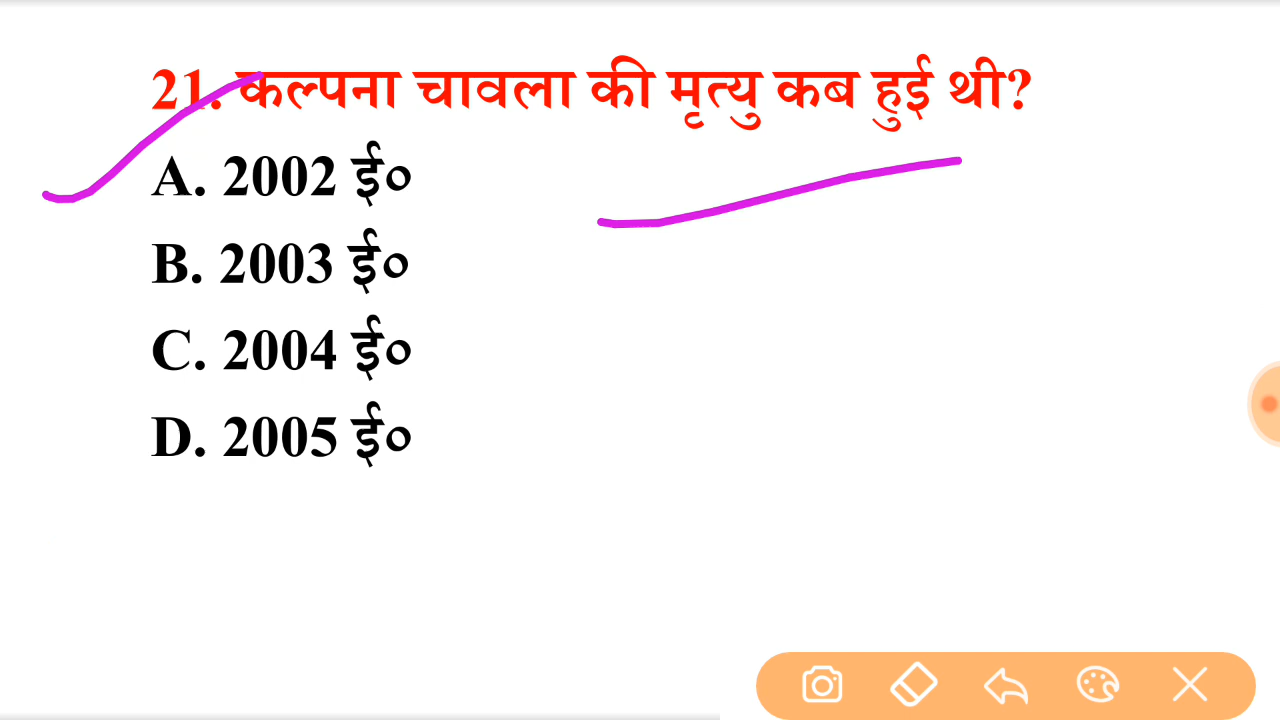 21. कल्पना चावला की मृत्यु कब हुई थी?
A. 2002 ई०
B. 2003 ई०
C. 2004 ई०
D. 2005 ई०